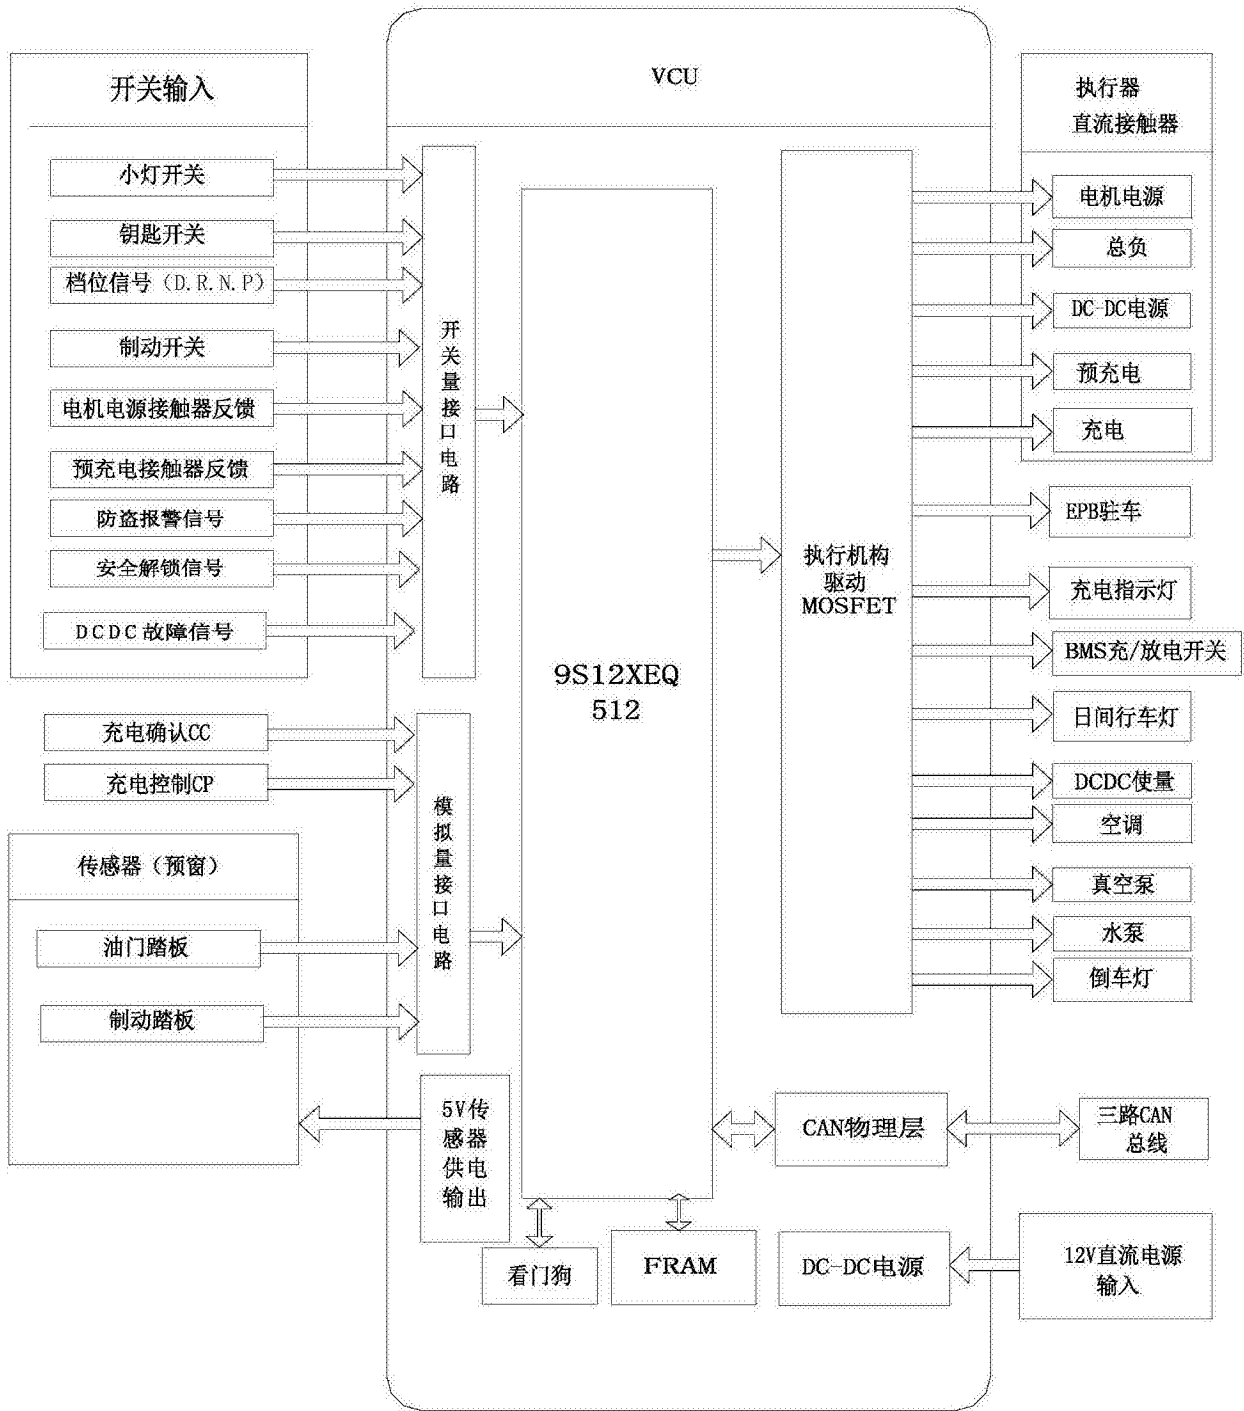 VCU
开关输入
小灯开关
钥匙开关
档位信号（D.R.N.P）
制动开关
电机电源接触器反馈
预充电接触器反馈
防盗报警信号
安全解锁信号
DCDC故障信号
充电确认CC
充电控制CP
传感器（预窗）
油门踏板
制动踏板
开关量接口电路
模拟量接口电路
5V传
感器
供电
输出
9S12XEQ
512
看门狗
FRAM
执行机构
驱动
MOSFET
CAN物理层
DC-DC电源
执行器
直流接触器
电机电源
总负
DC-DC电源
预充电
充电
EPB驻车
充电指示灯
BMS充/放电开关
日间行车灯
DCDC使量
空调
真空泵
水泵
倒车灯
三路CAN
总线
12V直流电源
输入